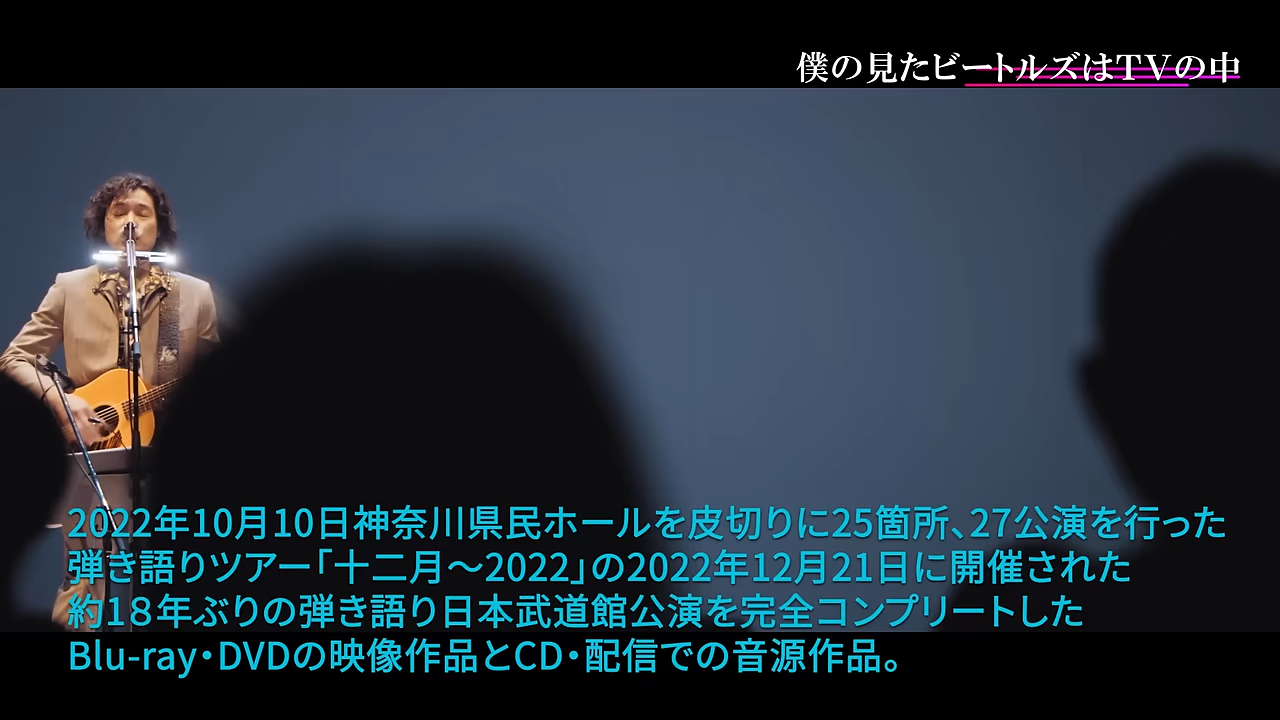 僕の見たビートルズはTVの中
2022年10月10日神奈川県民ホールを皮切りに25箇所、27公演を行った
弾き語りツアー「十二月〜2022」の2022年12月21日に開催された
約1８年ぶりの弾き語り日本武道館公演を完全コンプリートした
Blu-ray・DVDの映像作品とCD・配信での音源作品。